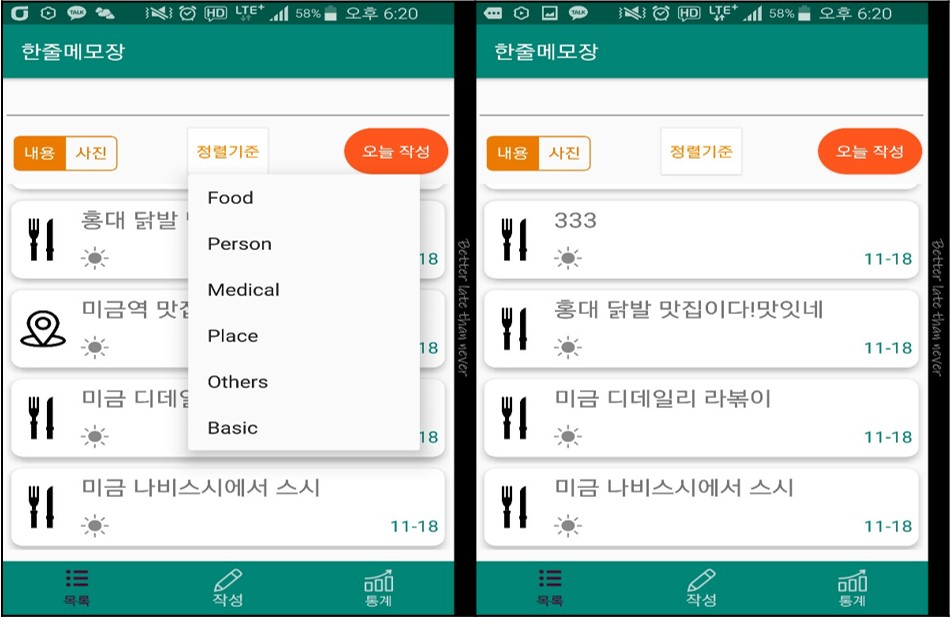 TALK HD LTE+ 58% 오후 6:20
한줄메모장
내용 사진 정렬기준 오늘 작성
Food
Person
Medical
Place
Others
Basic
홍대 닭발
18
미금역 맛집
18
미금 디데일
18
미금 나비스시에서 스시
11-18
목록 작성 통계
Better late than never
TALK HD LTE+ 58% 오후 6:20
한줄메모장
내용 사진 정렬기준 오늘 작성
333
11-18
홍대 닭발 맛집이다!맛잇네
11-18
미금 디데일리 라볶이
11-18
미금 나비스시에서 스시
11-18
목록 작성 통계
Better late than never